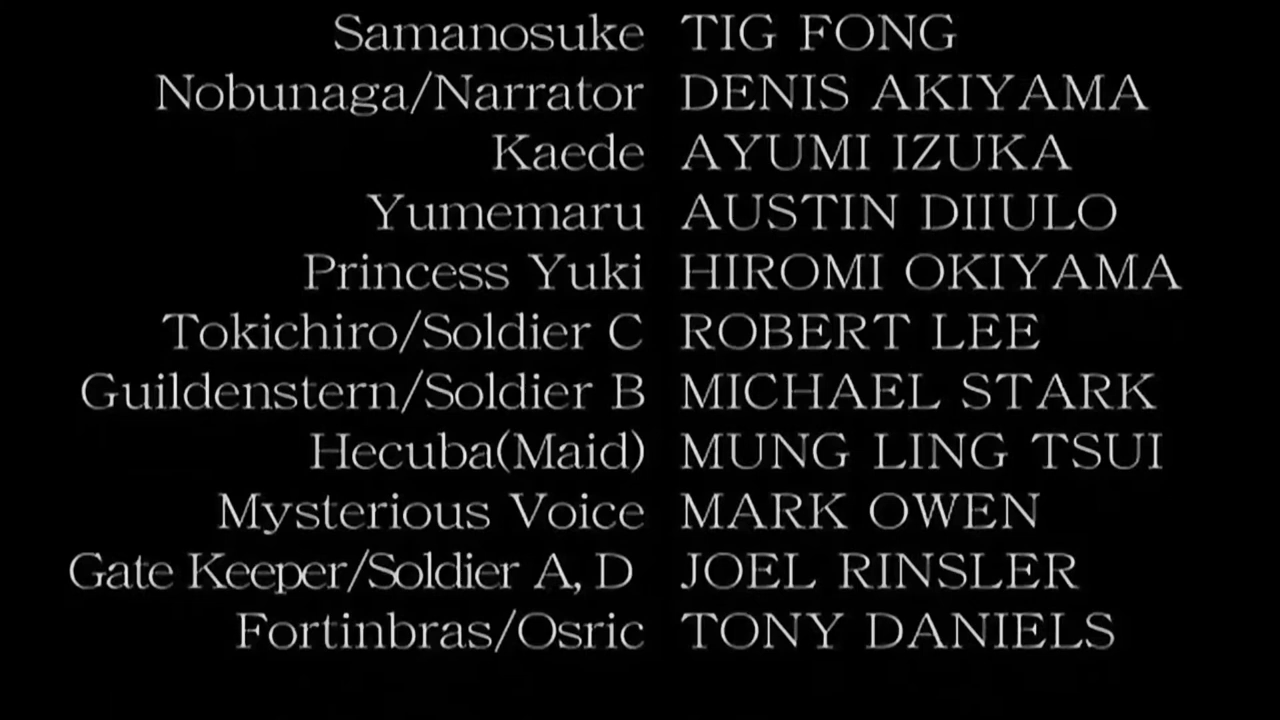 Samanosuke TIG FONG
Nobunaga/Narrator DENIS AKIYAMA
Kaede AYUMI IZUKA
Yumemaru AUSTIN DIIULO
Princess Yuki HIROMI OKIYAMA
Tokichiro/Soldier C ROBERT LEE
Guildenstern/Soldier B MICHAEL STARK
Hecuba(Maid) MUNG LING TSUI
Mysterious Voice MARK OWEN
Gate Keeper/Soldier A, D JOEL RINSLER
Fortinbras/Osric TONY DANIELS